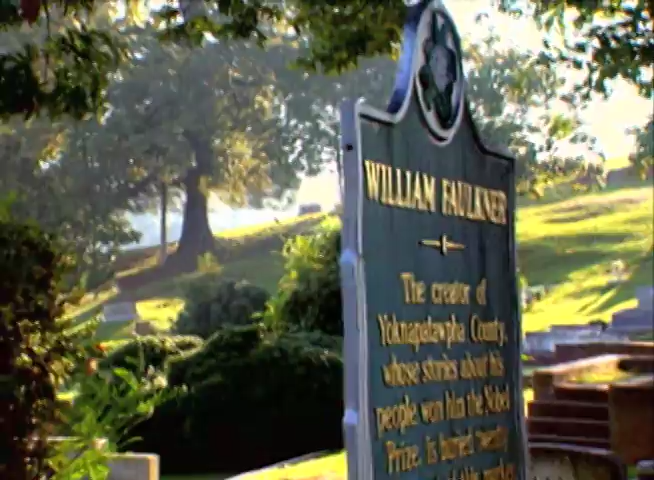 WILLIAM FAULKNER
The creator of
Yoknapatawpha County,
whose stories about his
people won him the Nobel
Prize, is buried twenty